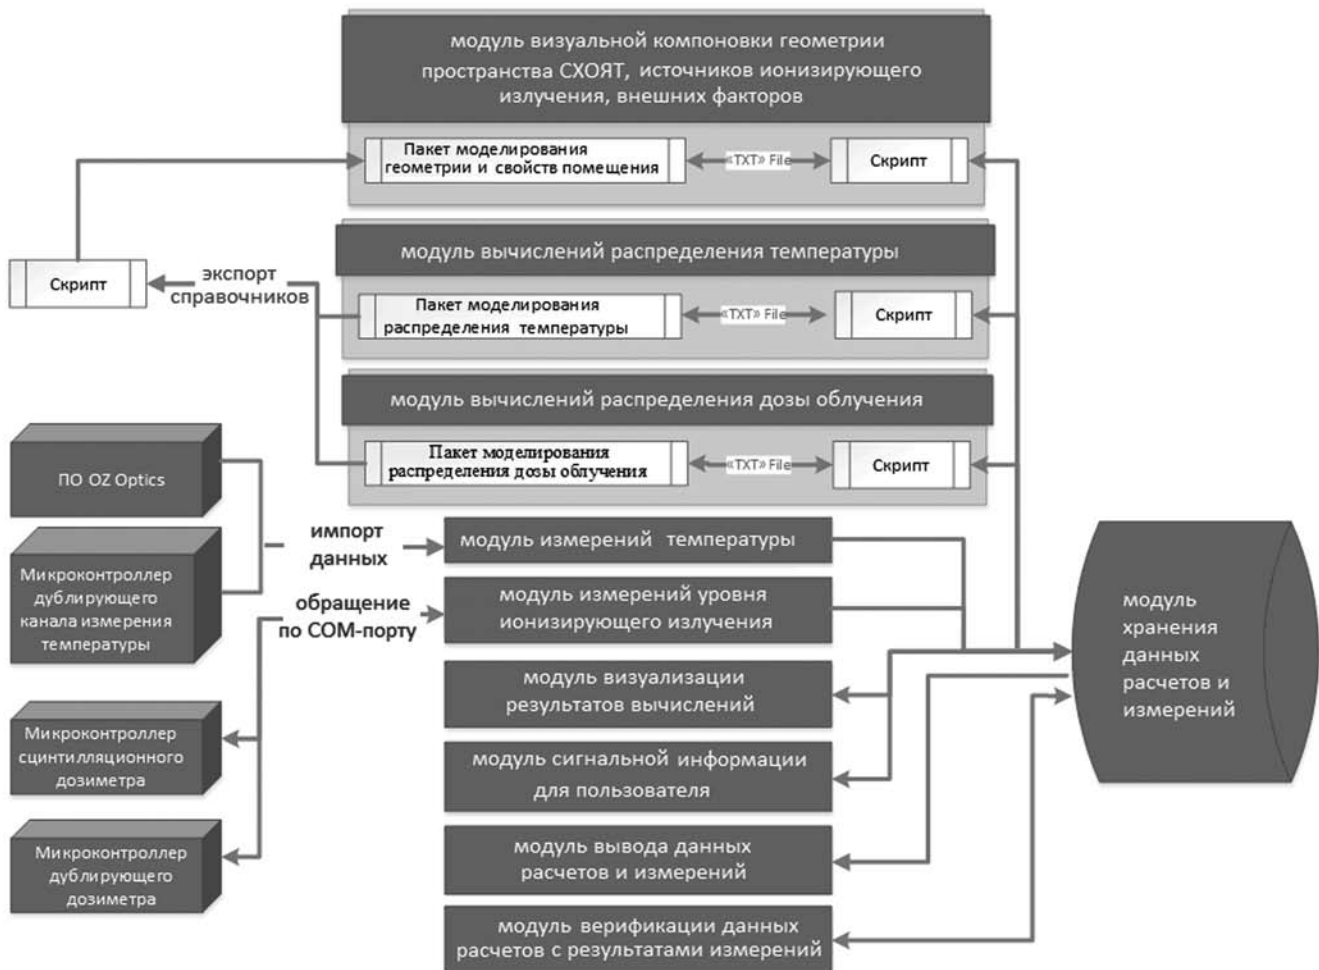 модуль визуальной компоновки геометрии
пространства СХОЯТ, источников ионизирующего
излучения, внешних факторов
Пакет моделирования
геометрии и свойств помещения
«TXT» File
Скрипт
модуль вычислений распределения температуры
Скрипт
экспорт
справочников
Пакет моделирования
распределения температуры
«TXT» File
Скрипт
модуль вычислений распределения дозы облучения
Пакет моделирования
распределения дозы облучения
«TXT» File
Скрипт
ПО OZ Optics
Микроконтроллер
дублирующего
канала измерения
температуры
импорт
данных
модуль измерений температуры
обращение
по COM-порту
модуль измерений уровня
ионизирующего излучения
модуль
хранения
данных
расчетов и
измерений
модуль визуализации
результатов вычислений
Микроконтроллер
сцинтилляционного
дозиметра
модуль сигнальной информации
для пользователя
Микроконтроллер
дублирующего
дозиметра
модуль вывода данных
расчетов и измерений
модуль верификации данных
расчетов с результатами измерений